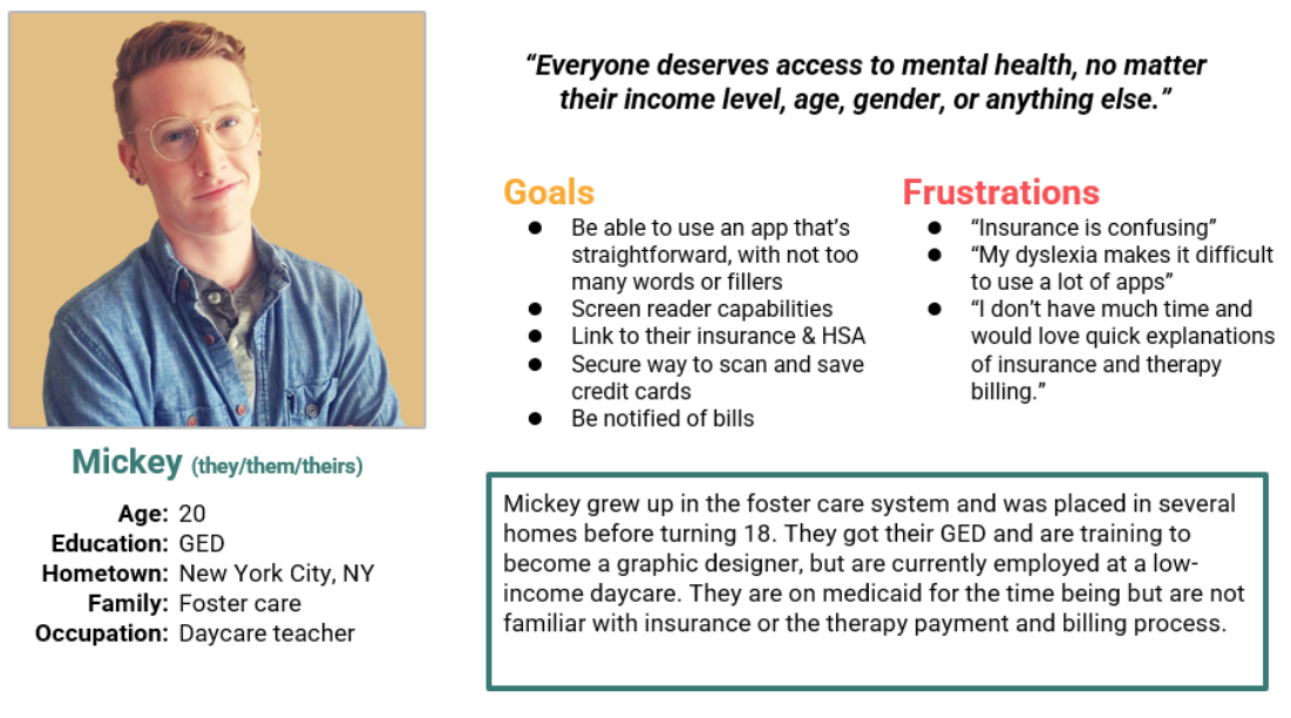 “Everyone deserves access to mental health, no matter
their income level, age, gender, or anything else.”
Goals
● Be able to use an app that’s
straightforward, with not too
many words or fillers
● Screen reader capabilities
● Link to their insurance & HSA
● Secure way to scan and save
credit cards
● Be notified of bills
Frustrations
● “Insurance is confusing”
● “My dyslexia makes it difficult
to use a lot of apps”
● “I don’t have much time and
would love quick explanations
of insurance and therapy
billing.”
Mickey (they/them/theirs)
Age: 20
Education: GED
Hometown: New York City, NY
Family: Foster care
Occupation: Daycare teacher
Mickey grew up in the foster care system and was placed in several
homes before turning 18. They got their GED and are training to
become a graphic designer, but are currently employed at a low-
income daycare. They are on medicaid for the time being but are not
familiar with insurance or the therapy payment and billing process.